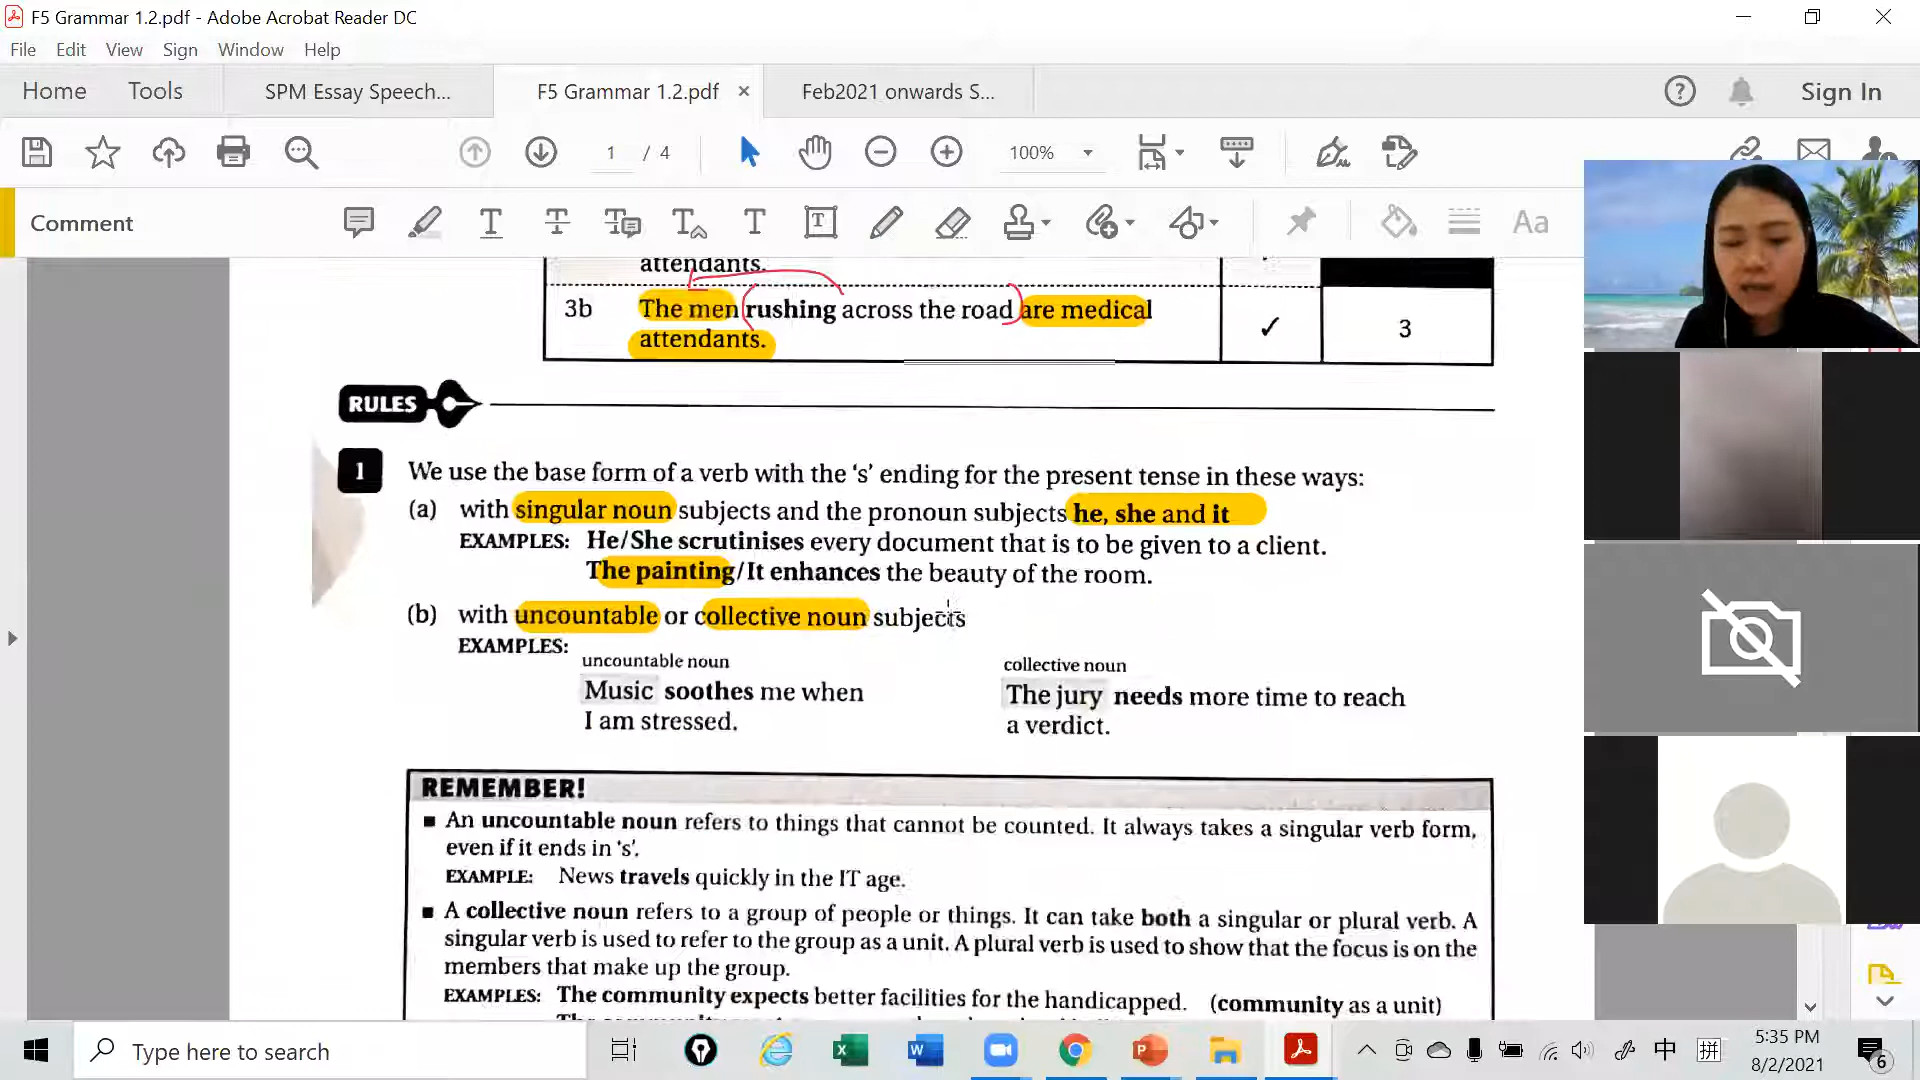 F5 Grammar 1.2.pdf - Adobe Acrobat Reader DC
File Edit View Sign Window Help
Home Tools SPM Essay Speech... F5 Grammar 1.2.pdf × Feb2021 onwards S... Sign In
1 / 4 100%
Comment
Aa
attendants.
3b The men rushing across the road are medical ✓ 3
attendants.
RULES
1 We use the base form of a verb with the ‘s’ ending for the present tense in these ways:
(a) with singular noun subjects and the pronoun subjects he, she and it
EXAMPLES: He/She scrutinises every document that is to be given to a client.
The painting/It enhances the beauty of the room.
(b) with uncountable or collective noun subjects
EXAMPLES:
uncountable noun
Music soothes me when
I am stressed.
collective noun
The jury needs more time to reach
a verdict.
REMEMBER!
■ An uncountable noun refers to things that cannot be counted. It always takes a singular verb form,
even if it ends in ‘s’.
EXAMPLE: News travels quickly in the IT age.
■ A collective noun refers to a group of people or things. It can take both a singular or plural verb. A
singular verb is used to refer to the group as a unit. A plural verb is used to show that the focus is on the
members that make up the group.
EXAMPLES: The community expects better facilities for the handicapped. (community as a unit)
Type here to search
中 拼
5:35 PM
8/2/2021
6